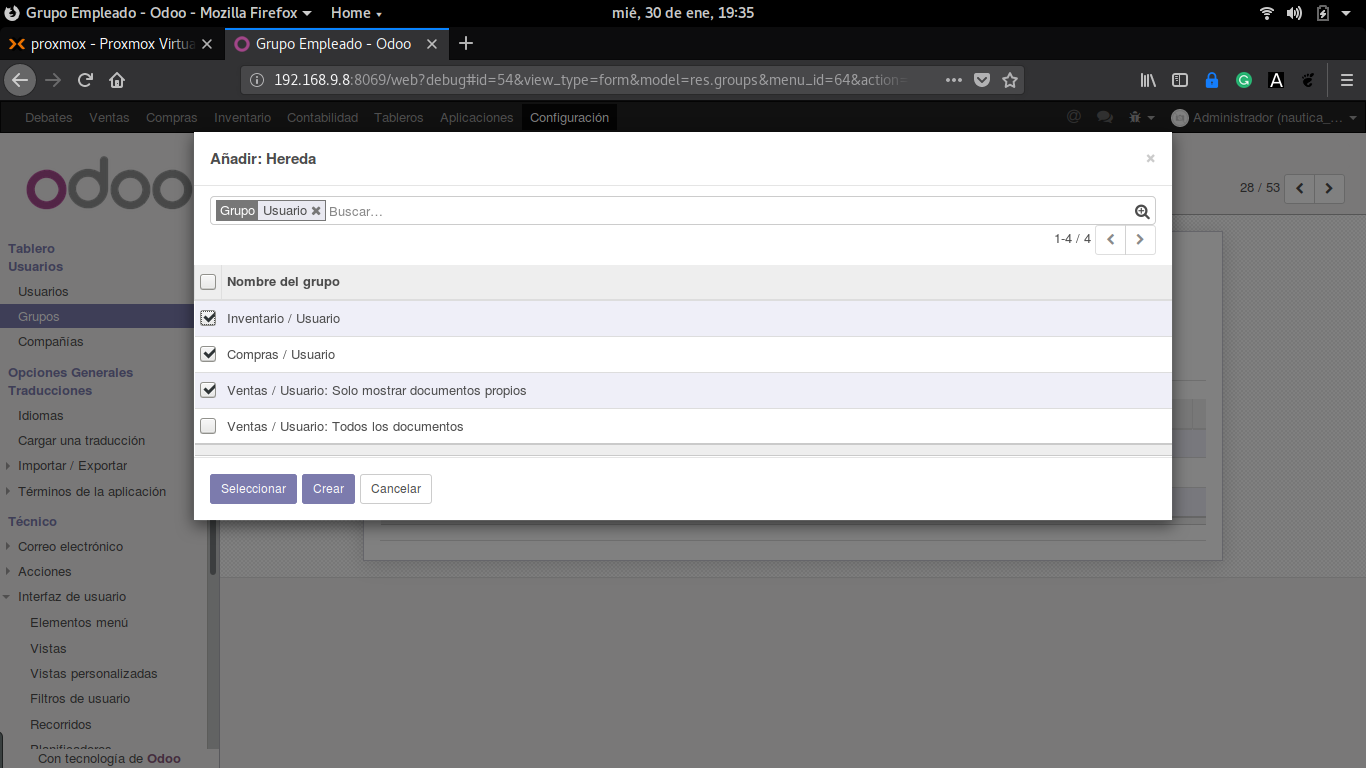 Grupo Empleado - Odoo - Mozilla Firefox Home mié, 30 de ene, 19:35
proxmox - Proxmox Virtua Grupo Empleado - Odoo
192.168.9.8:8069/web?debug#id=54&view_type=form&model=res.groups&menu_id=64&action=
Debates Ventas Compras Inventario Contabilidad Tableros Aplicaciones Configuración @ Administrador (nautica_...
odoo
28 / 53
Tablero
Usuarios
Usuarios
Grupos
Compañías
Opciones Generales
Traducciones
Idiomas
Cargar una traducción
Importar / Exportar
Términos de la aplicación
Técnico
Correo electrónico
Acciones
Interfaz de usuario
Elementos menú
Vistas
Vistas personalizadas
Filtros de usuario
Recorridos
Planificadores
Con tecnología de Odoo
Añadir: Hereda ×
Grupo Usuario Buscar...
1-4 / 4
Nombre del grupo
Inventario / Usuario
Compras / Usuario
Ventas / Usuario: Solo mostrar documentos propios
Ventas / Usuario: Todos los documentos
Seleccionar Crear Cancelar